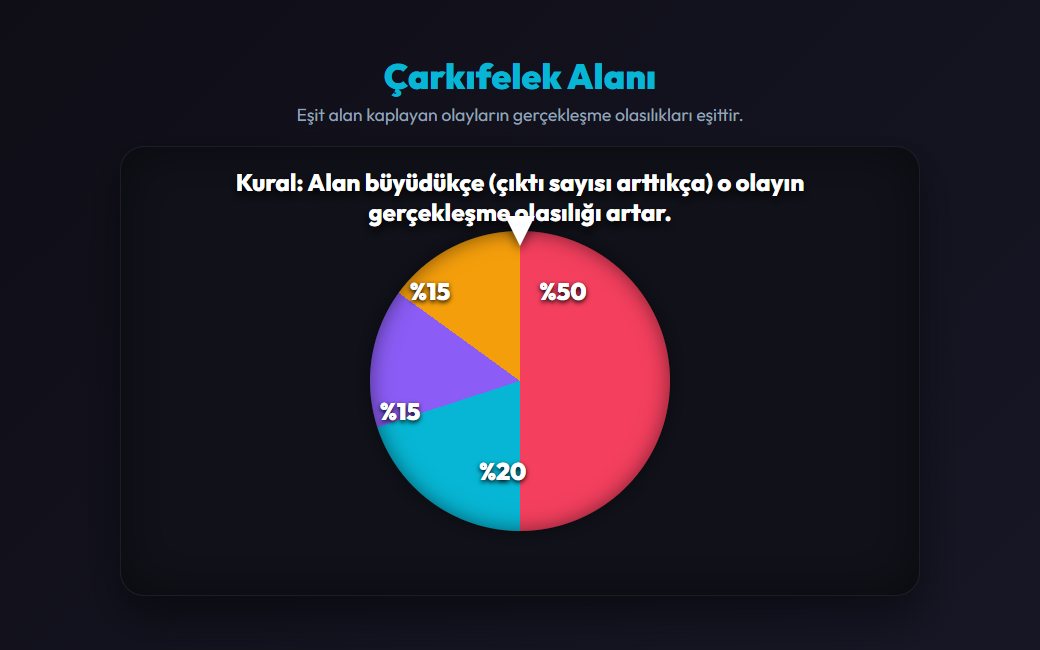 Çarkıfelek Alanı
Eşit alan kaplayan olayların gerçekleşme olasılıkları eşittir.
Kural: Alan büyüdükçe (çıktı sayısı arttıkça) o olayın
gerçekleşme olasılığı artar.
%15
%50
%15
%20